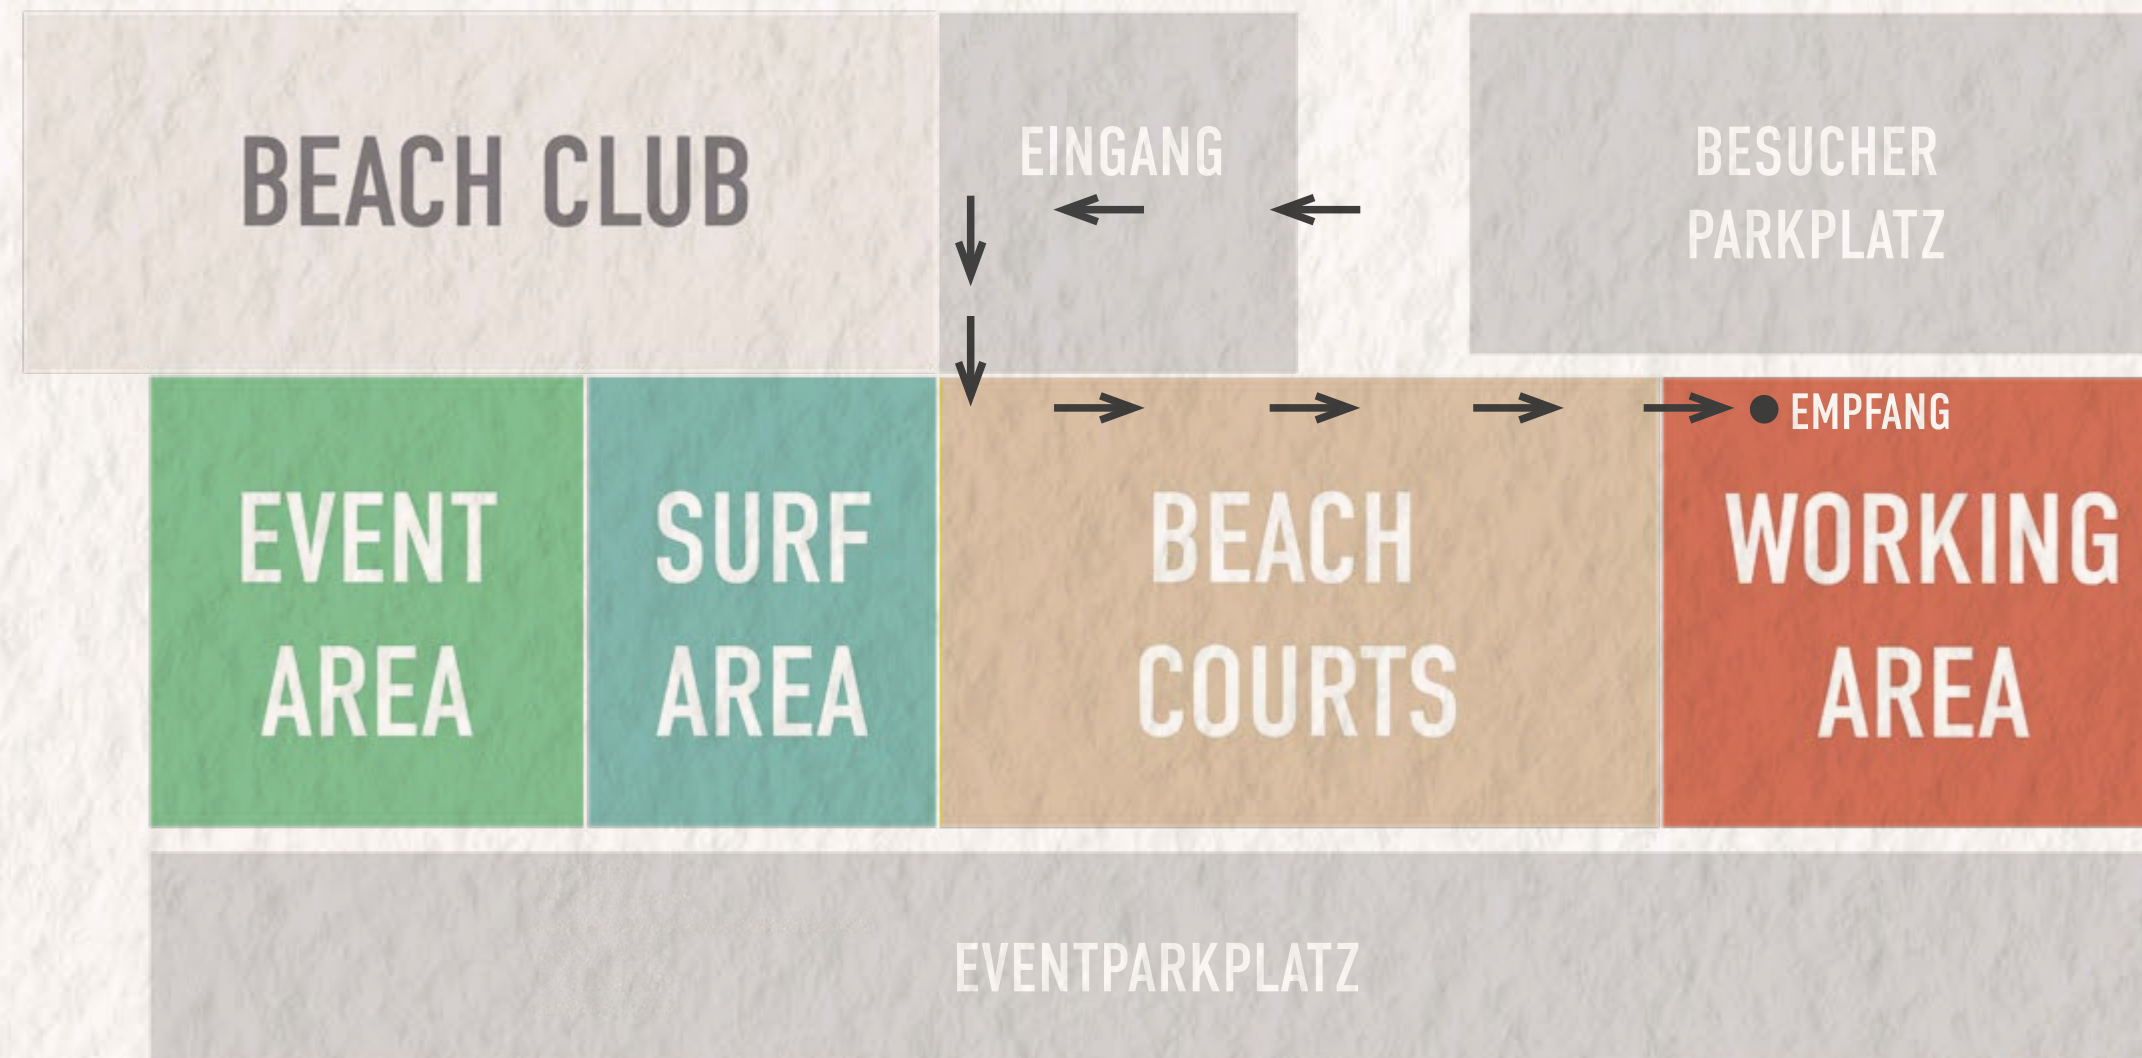 BEACH CLUB
EINGANG
BESUCHER
PARKPLATZ
EMPFANG
EVENT
AREA
SURF
AREA
BEACH
COURTS
WORKING
AREA
EVENTPARKPLATZ